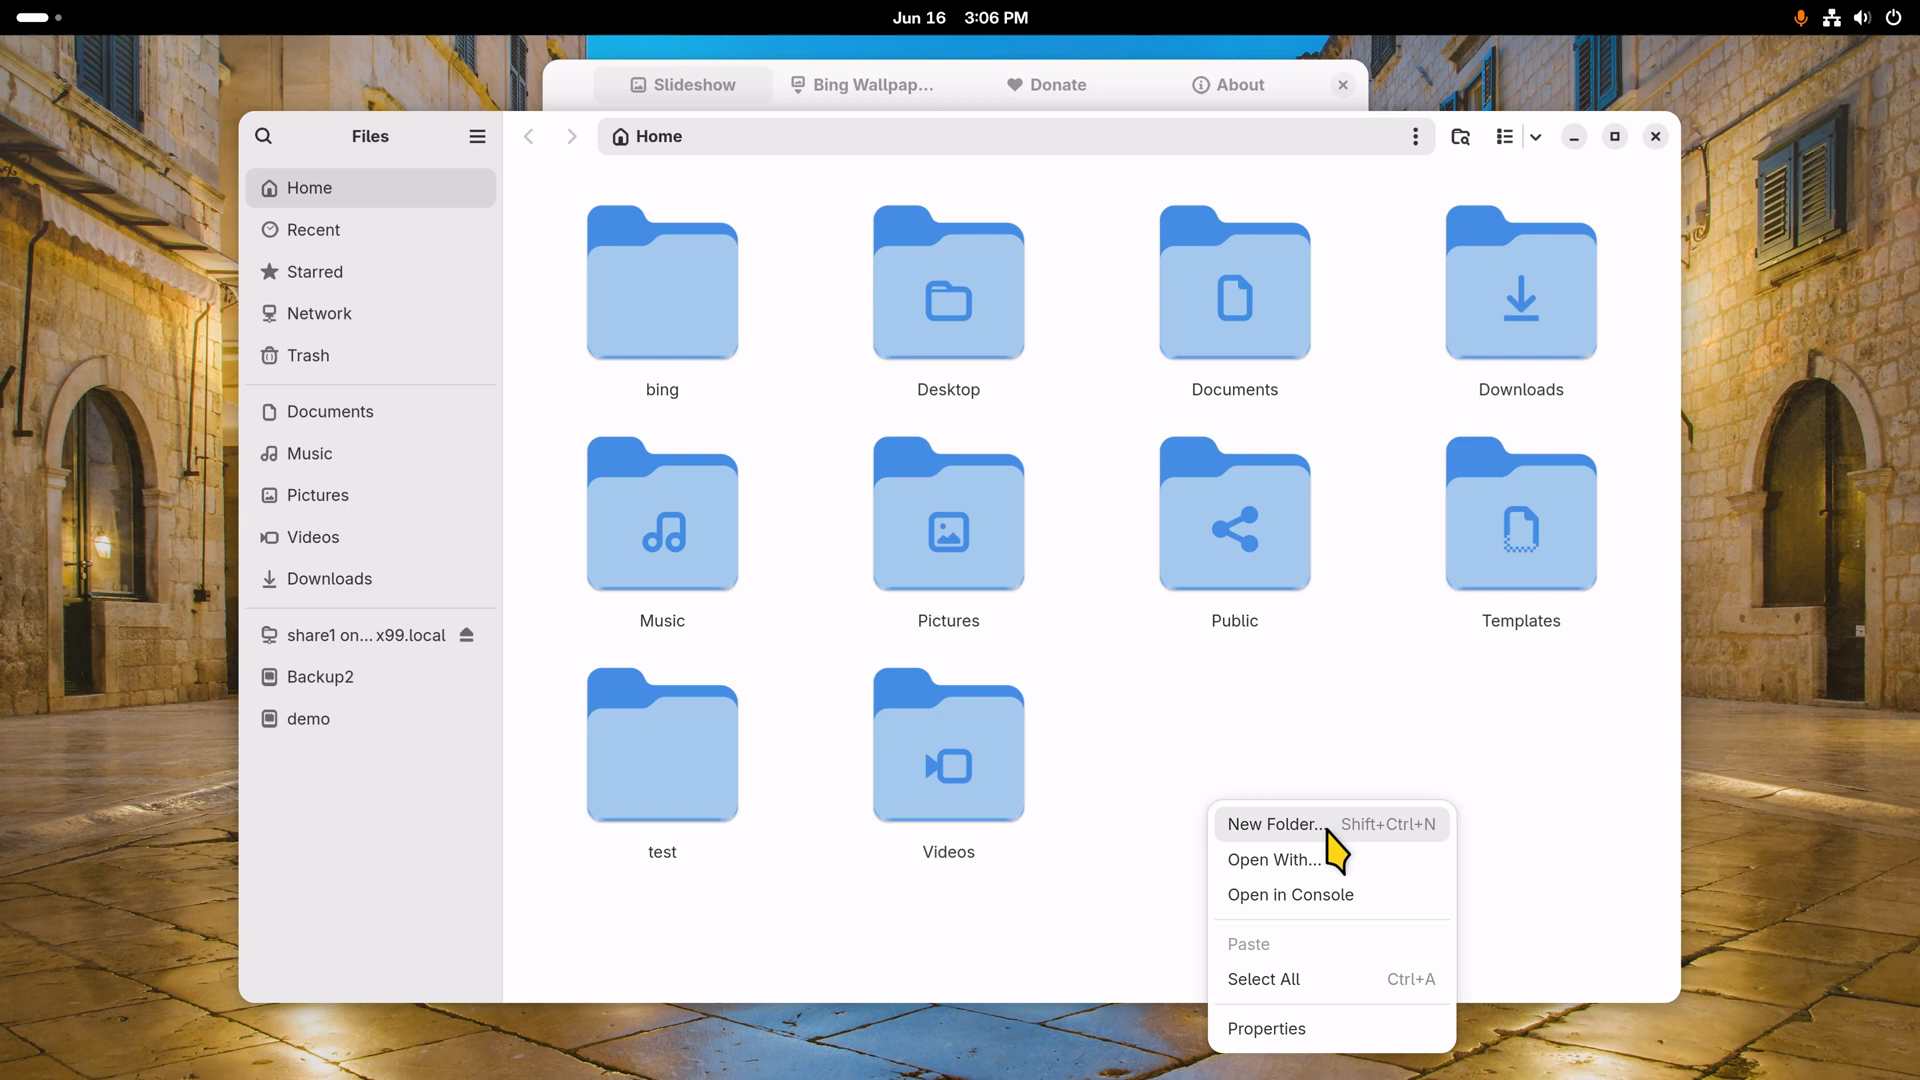 Jun 16 3:06 PM
Slideshow
Bing Wallpap...
Donate
About
Files
Home
Home
Recent
Starred
Network
Trash
Documents
Music
Pictures
Videos
Downloads
share1 on...x99.local
Backup2
demo
bing
Desktop
Documents
Downloads
Music
Pictures
Public
Templates
test
Videos
New Folder... Shift+Ctrl+N
Open With...
Open in Console
Paste
Select All Ctrl+A
Properties